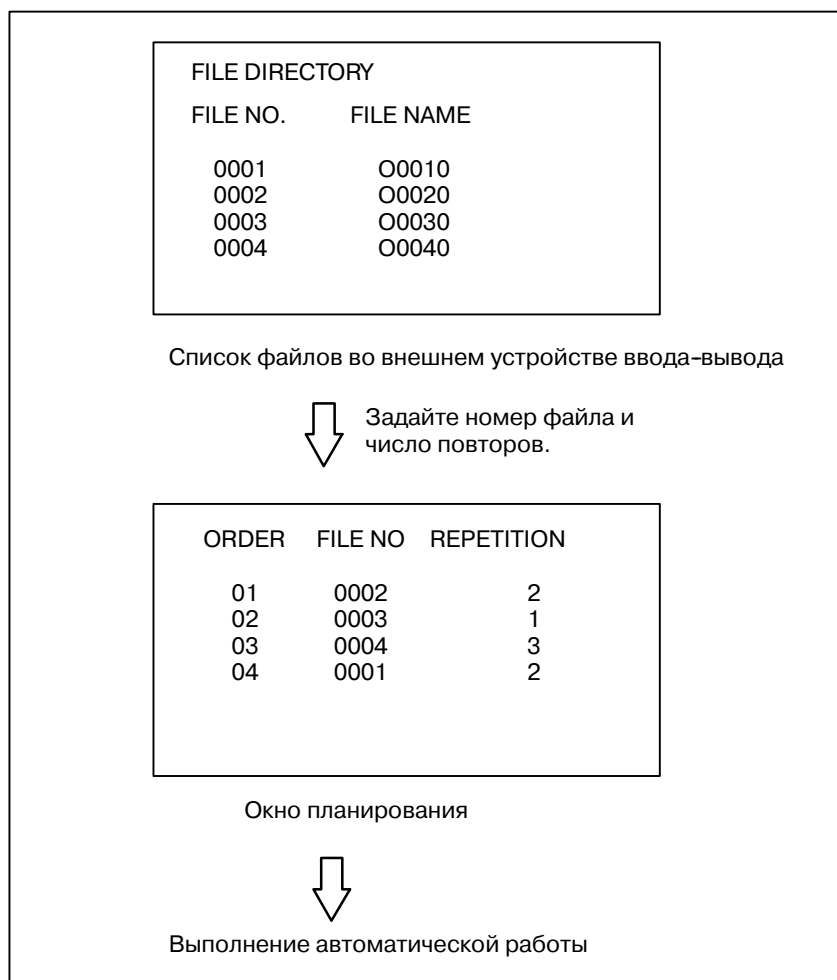 FILE DIRECTORY
FILE NO. FILE NAME
0001 O0010
0002 O0020
0003 O0030
0004 O0040
Список файлов во внешнем устройстве ввода-вывода
Задайте номер файла и
число повторов.
ORDER FILE NO REPETITION
01 0002 2
02 0003 1
03 0004 3
04 0001 2
Окно планирования
Выполнение автоматической работы